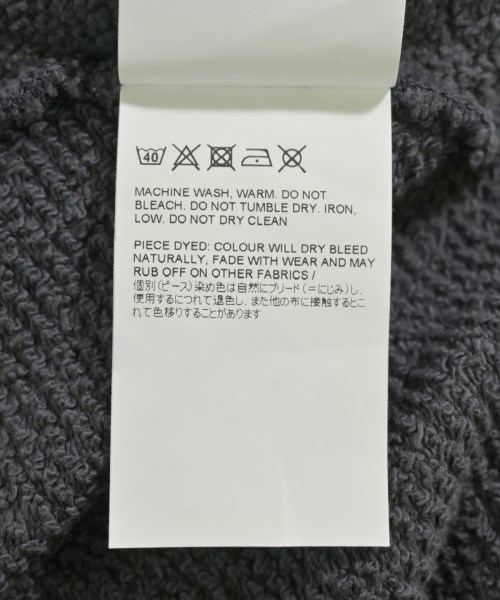 40
MACHINE WASH, WARM. DO NOT
BLEACH. DO NOT TUMBLE DRY. IRON,
LOW. DO NOT DRY CLEAN
PIECE DYED: COLOUR WILL DRY BLEED
NATURALLY, FADE WITH WEAR AND MAY
RUB OFF ON OTHER FABRICS /
個別(ピース)染め色は自然にブリード(=にじみ)し、
使用するにつれて退色し、また他の布に接触するとこ
れて色移りすることがあります